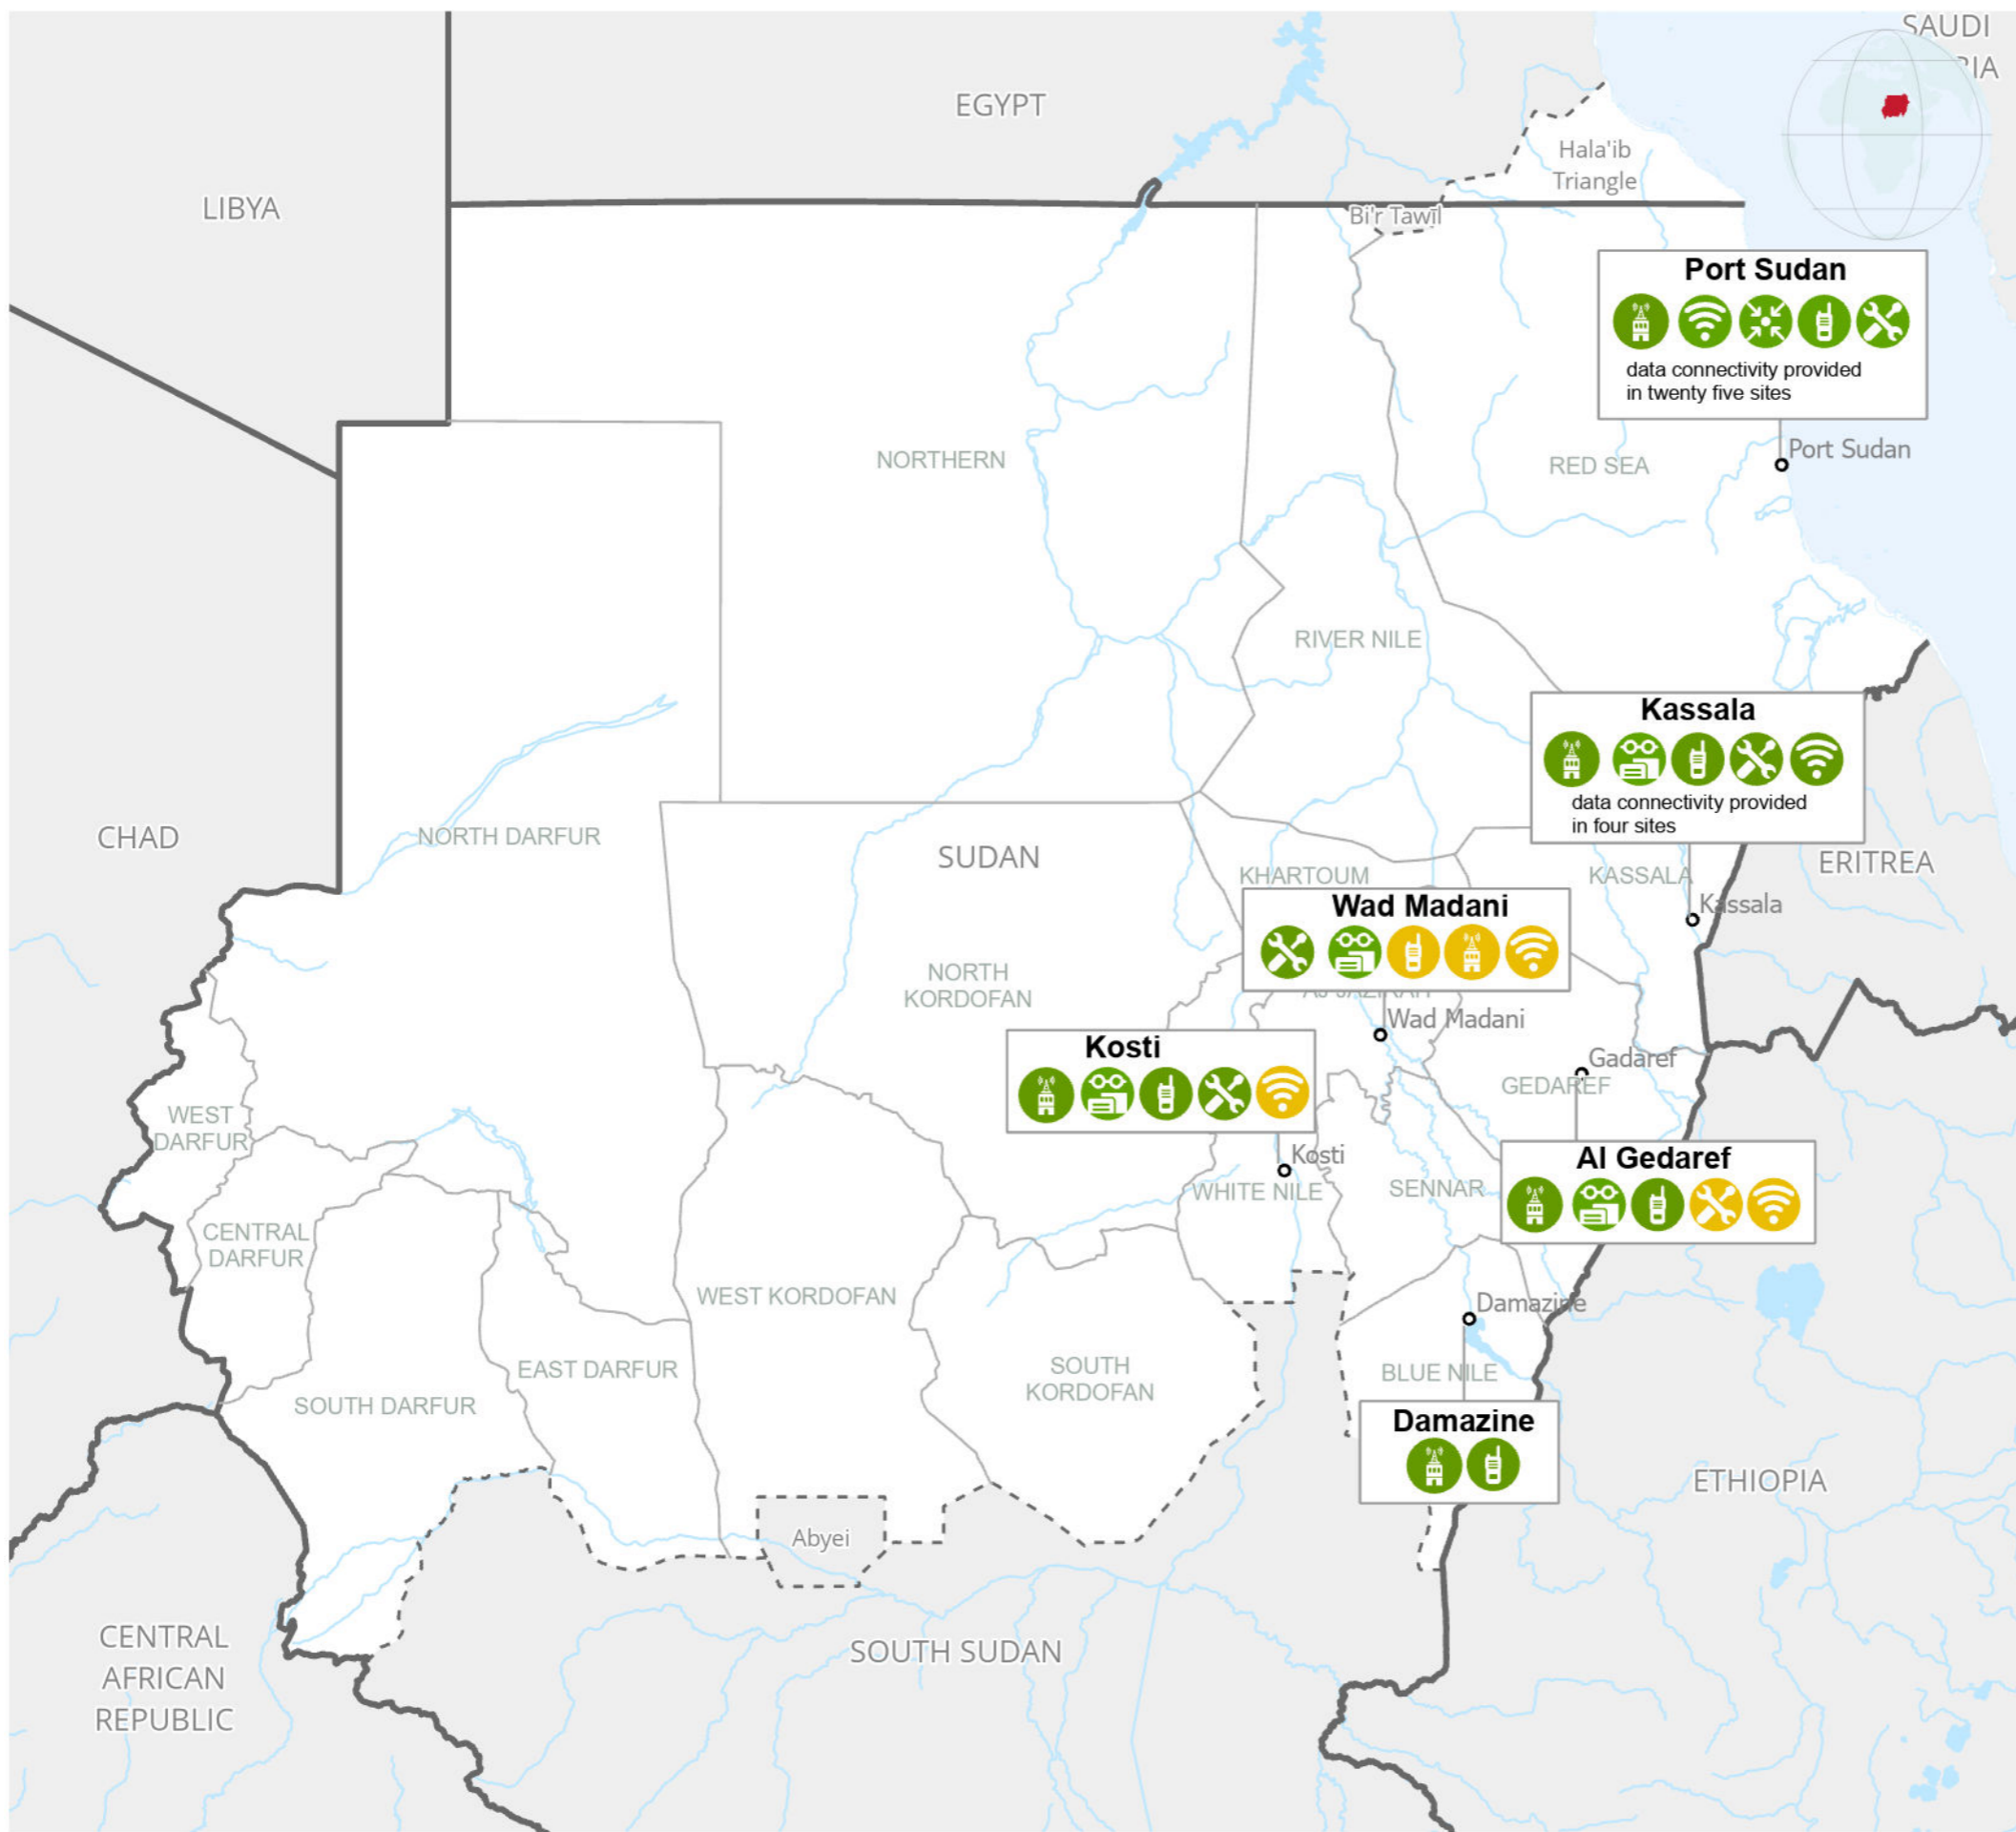 SAUDI
EGYPT
Hala'ib
Triangle
LIBYA
Bi'r Tawīl
Port Sudan
data connectivity provided
in twenty five sites
Port Sudan
NORTHERN
RED SEA
RIVER NILE
Kassala
data connectivity provided
in four sites
CHAD
NORTH DARFUR
SUDAN
KHARTOUM
KASSALA
ERITREA
Kassala
Wad Madani
NORTH
KORDOFAN
Wad Madani
Kosti
Gadaref
GEDAREF
WEST
DARFUR
Kosti
Al Gedaref
WHITE NILE
SENNAR
CENTRAL
DARFUR
WEST KORDOFAN
Damazine
EAST DARFUR
SOUTH
KORDOFAN
BLUE NILE
SOUTH DARFUR
Damazine
ETHIOPIA
Abyei
CENTRAL
AFRICAN
REPUBLIC
SOUTH SUDAN